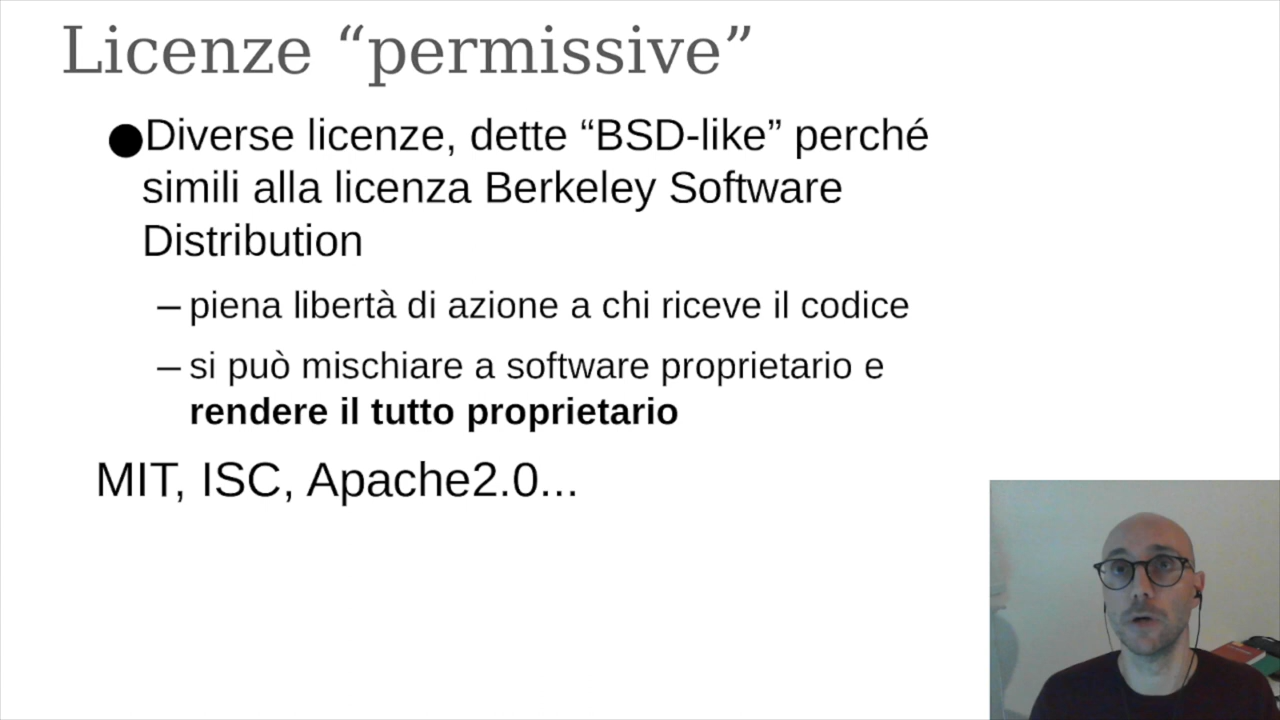 Licenze “permissive”
●Diverse licenze, dette “BSD-like” perché
simili alla licenza Berkeley Software
Distribution
– piena libertà di azione a chi riceve il codice
– si può mischiare a software proprietario e
rendere il tutto proprietario
MIT, ISC, Apache2.0...